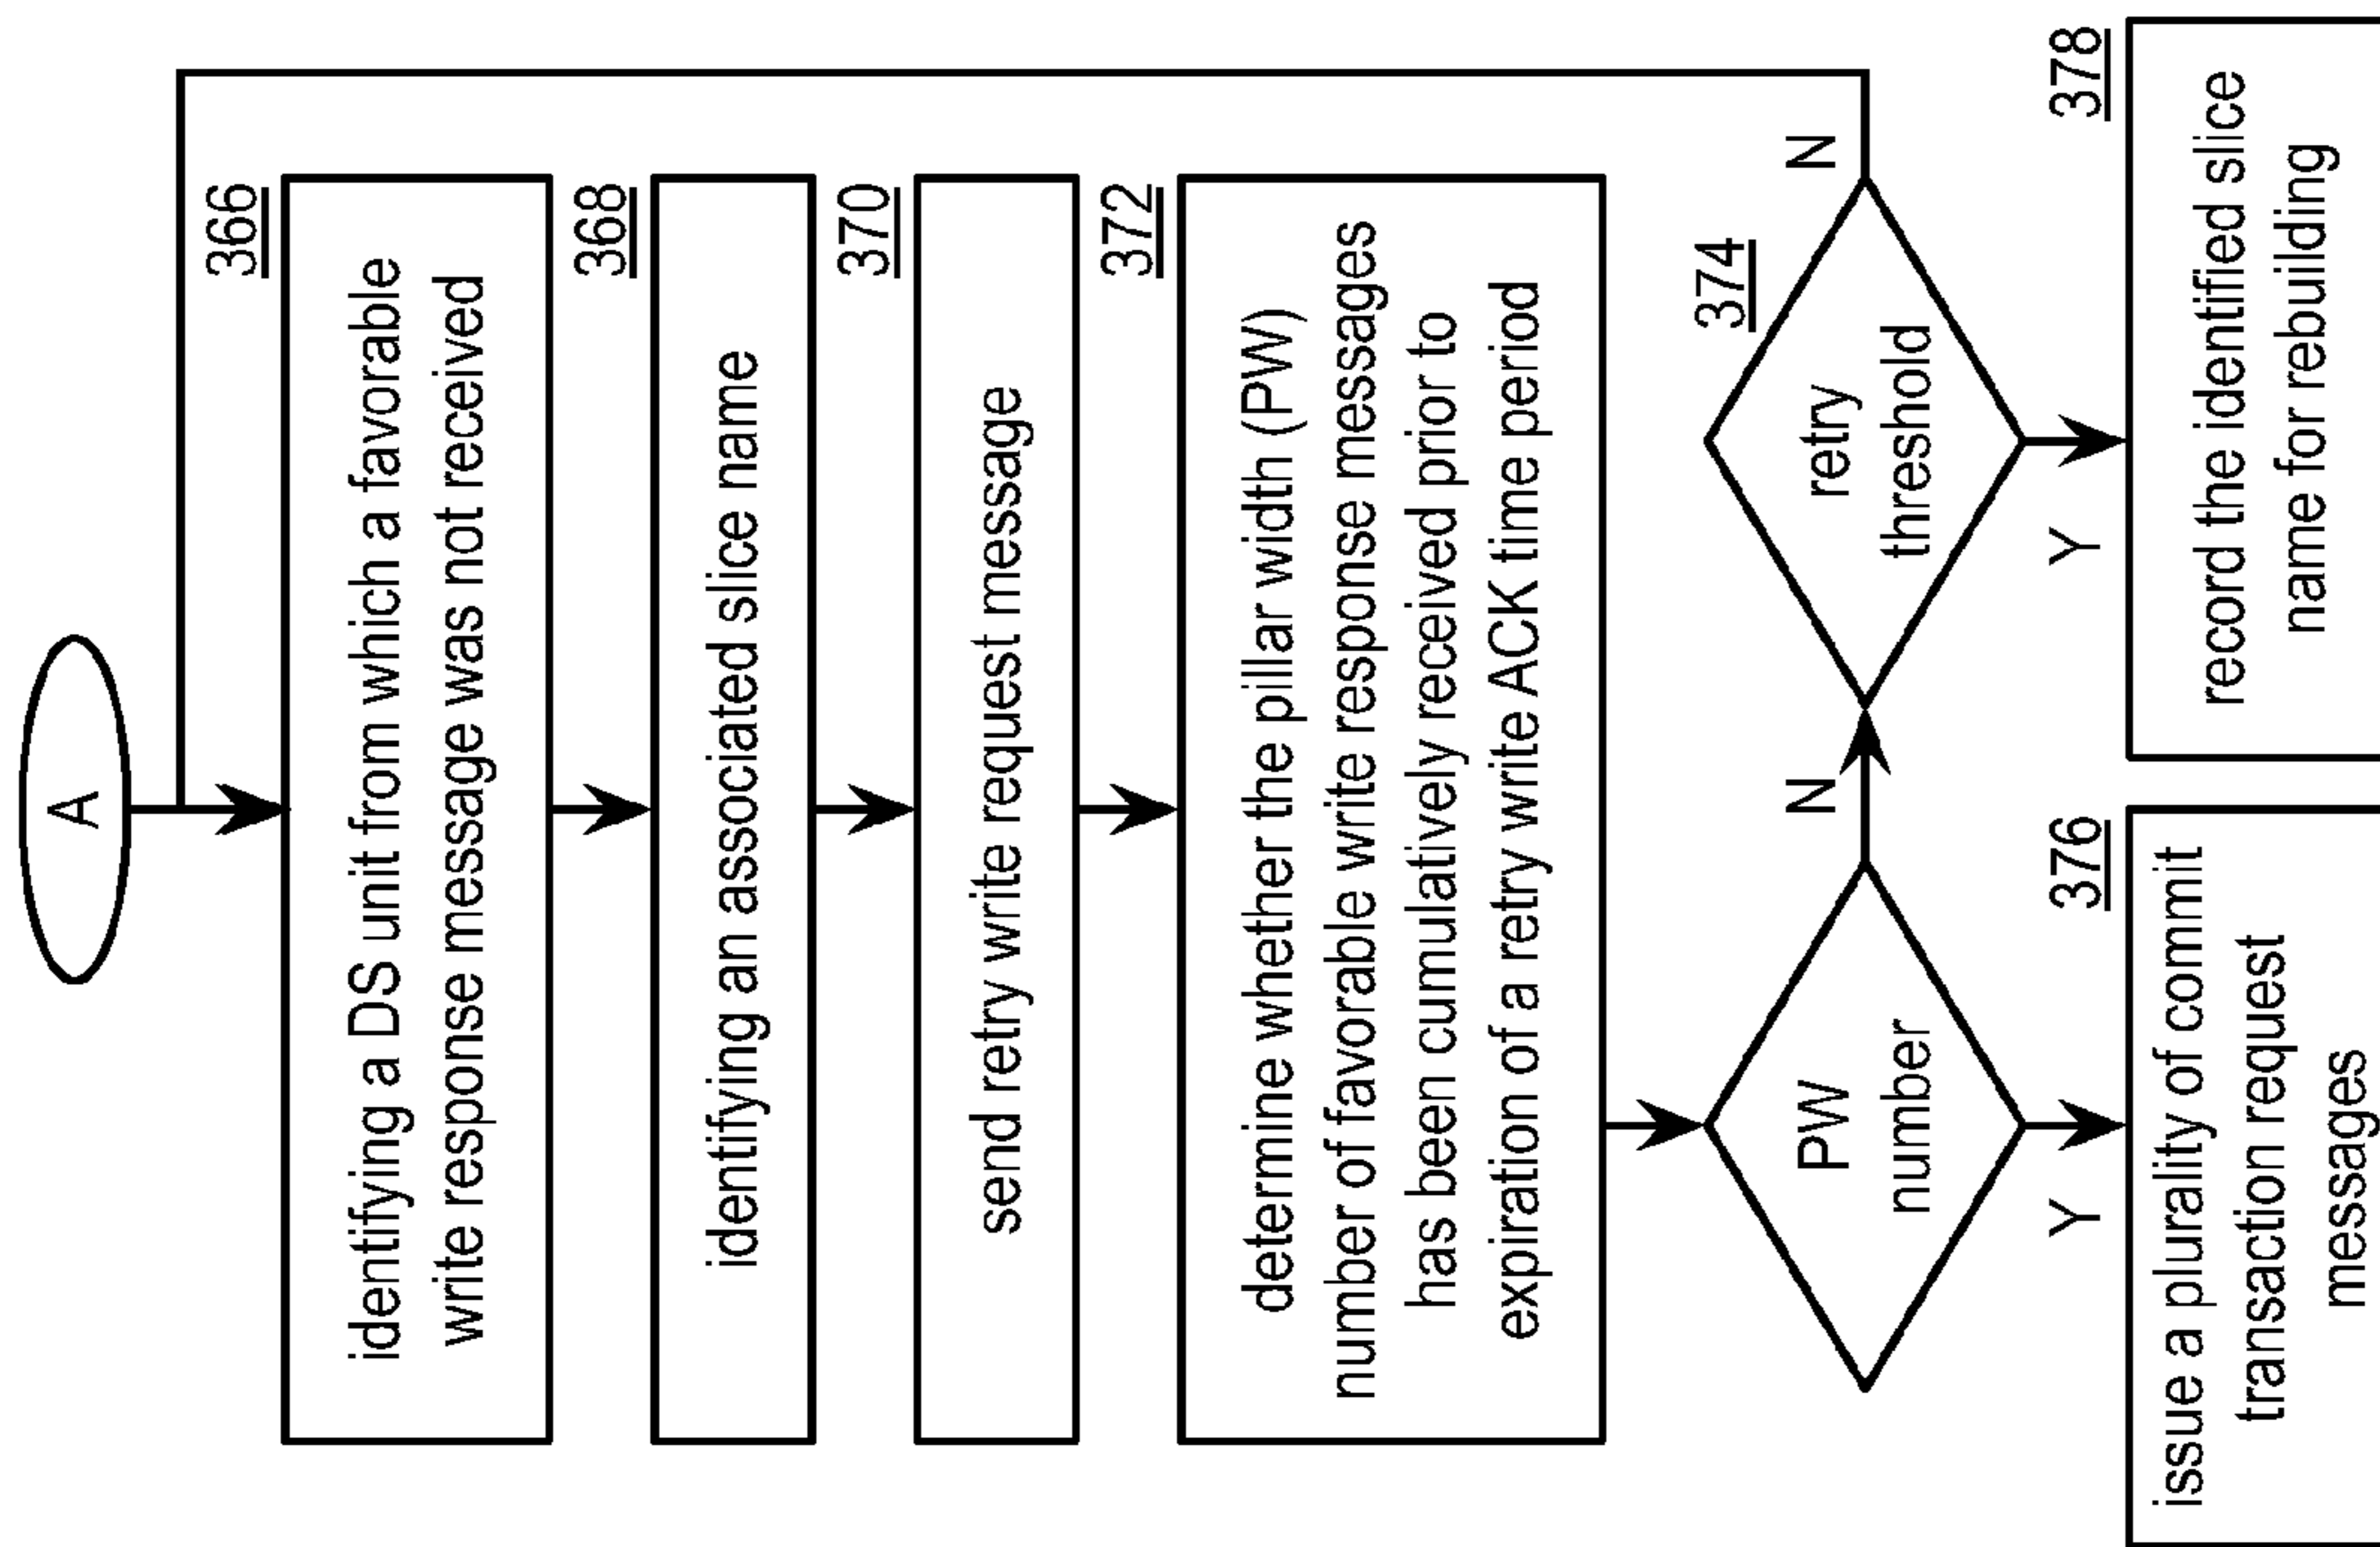 A
366
identifying a DS unit from which a favorable
write response message was not received
368
identifying an associated slice name
370
send retry write request message
372
determine whether the pillar width (PW)
number of favorable write response messages
has been cumulatively received prior to
expiration of a retry write ACK time period
PW
number
N
Y
374
retry
threshold
N
Y
376
issue a plurality of commit
transaction request
messages
378
record the identified slice
name for rebuilding